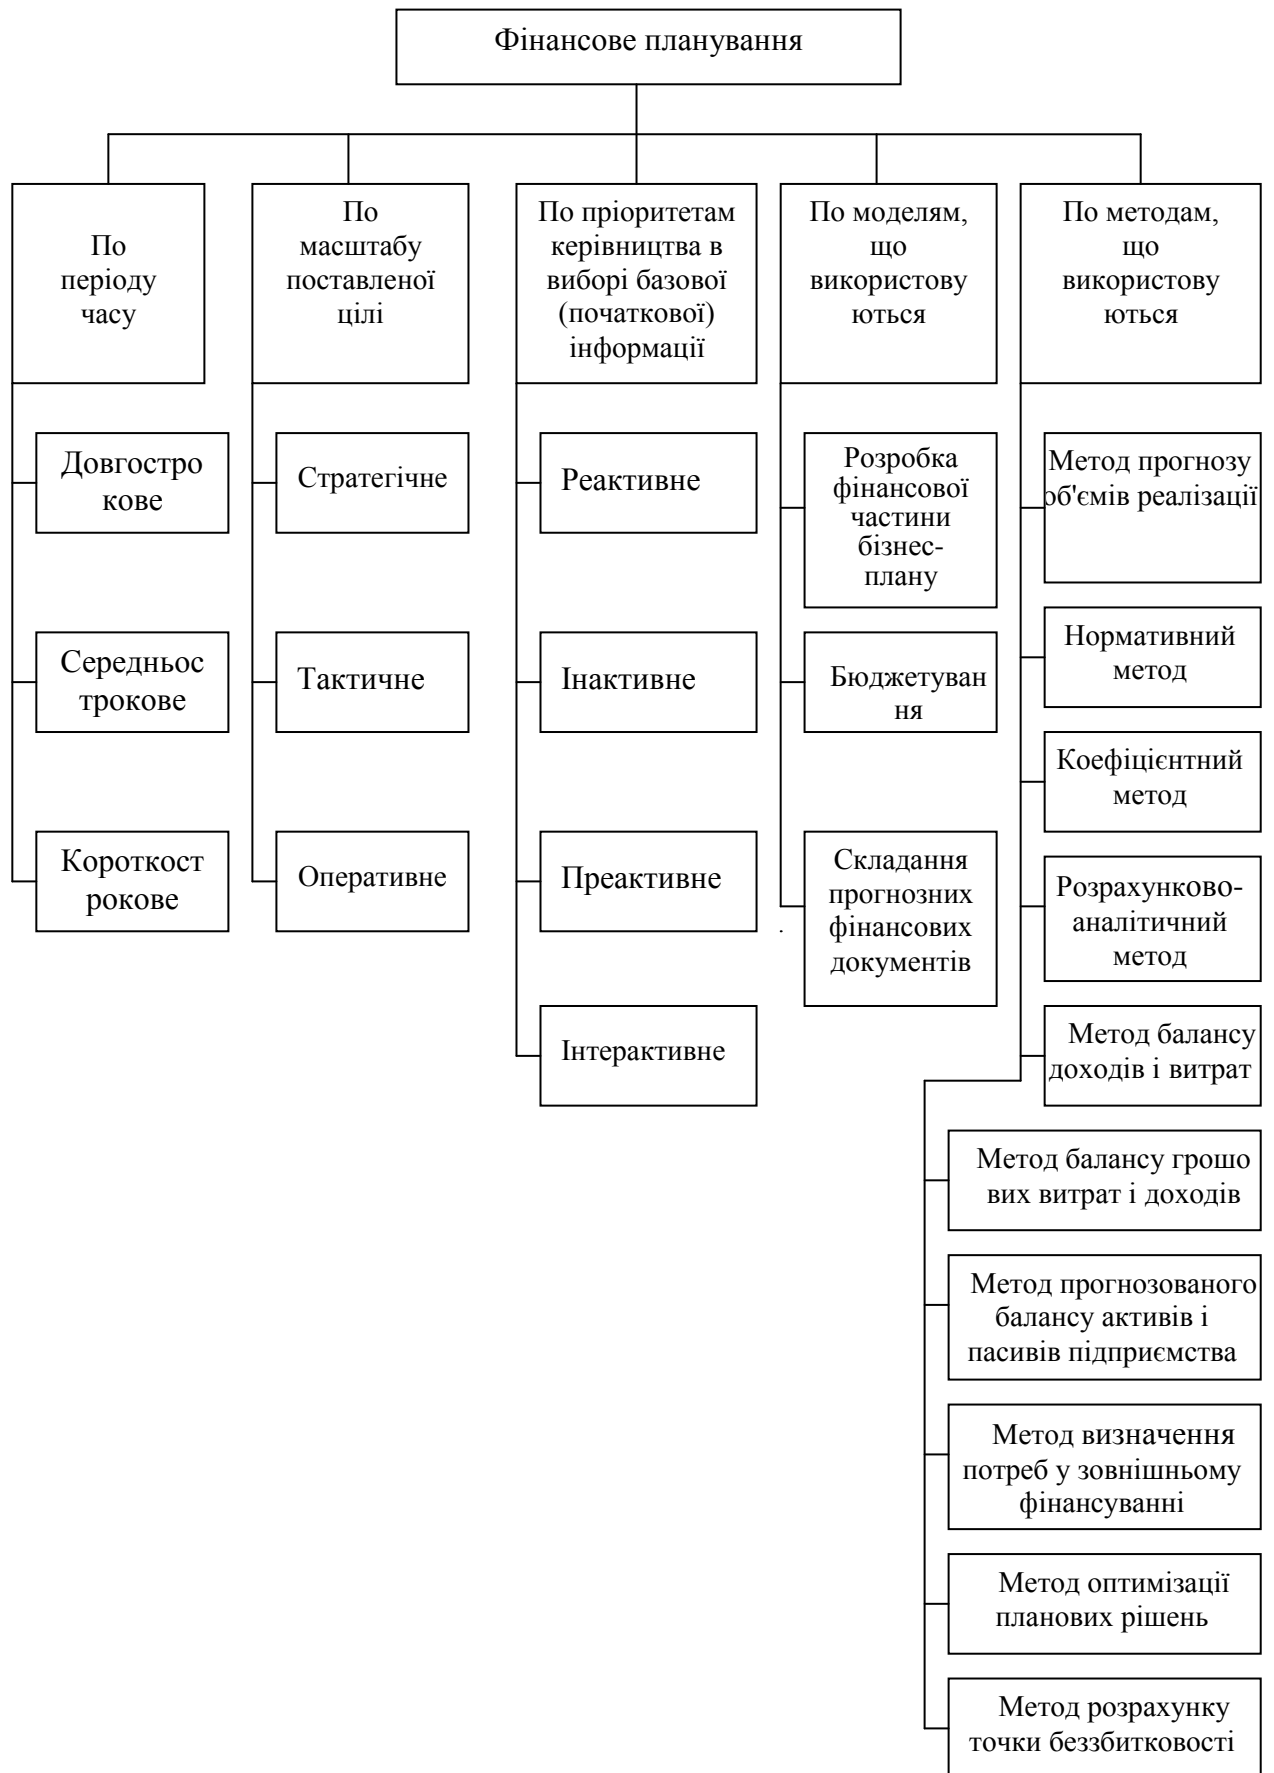 Фінансове планування
По
періоду
часу
По
масштабу
поставленої
цілі
По пріоритетам
керівництва в
виборі базової
(початкової)
інформації
По моделям,
що
використову
ються
По методам,
що
використову
ються
Довгостро
кове
Середньос
трокове
Короткост
рокове
Стратегічне
Тактичне
Оперативне
Реактивне
Інактивне
Преактивне
Інтерактивне
Розробка
фінансової
частини
бізнес-
плану
Бюджетуван
ня
Складання
прогнозних
фінансових
документів
Метод прогнозу
об'ємів реалізації
Нормативний
метод
Коефіцієнтний
метод
Розрахунково-
аналітичний
метод
Метод балансу
доходів і витрат
Метод балансу грошо
вих витрат і доходів
Метод прогнозованого
балансу активів і
пасивів підприємства
Метод визначення
потреб у зовнішньому
фінансуванні
Метод оптимізації
планових рішень
Метод розрахунку
точки беззбитковості